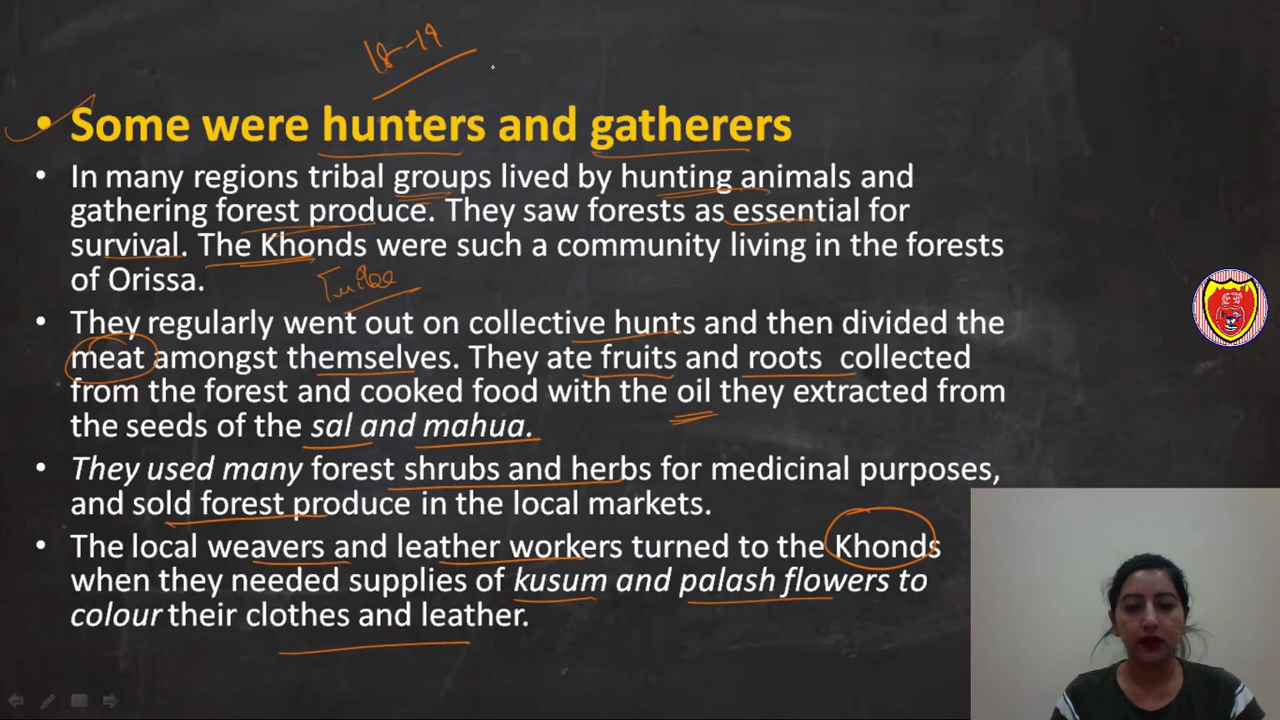 18-19
• Some were hunters and gatherers
• In many regions tribal groups lived by hunting animals and
gathering forest produce. They saw forests as essential for
survival. The Khonds were such a community living in the forests
of Orissa.
Tribe
• They regularly went out on collective hunts and then divided the
meat amongst themselves. They ate fruits and roots collected
from the forest and cooked food with the oil they extracted from
the seeds of the sal and mahua.
• They used many forest shrubs and herbs for medicinal purposes,
and sold forest produce in the local markets.
• The local weavers and leather workers turned to the Khonds
when they needed supplies of kusum and palash flowers to
colour their clothes and leather.